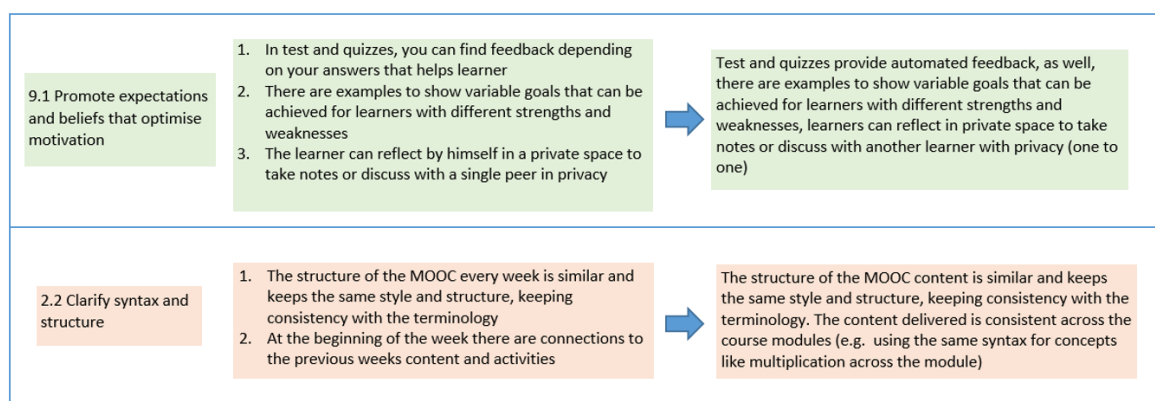 9.1 Promote expectations
and beliefs that optimise
motivation
1. In test and quizzes, you can find feedback depending
on your answers that helps learner
2. There are examples to show variable goals that can be
achieved for learners with different strengths and
weaknesses
3. The learner can reflect by himself in a private space to
take notes or discuss with a single peer in privacy
Test and quizzes provide automated feedback, as well,
there are examples to show variable goals that can be
achieved for learners with different strengths and
weaknesses, learners can reflect in private space to take
notes or discuss with another learner with privacy (one to
one)
2.2 Clarify syntax and
structure
1. The structure of the MOOC every week is similar and
keeps the same style and structure, keeping
consistency with the terminology
2. At the beginning of the week there are connections to
the previous weeks content and activities
The structure of the MOOC content is similar and keeps
the same style and structure, keeping consistency with the
terminology. The content delivered is consistent across the
course modules (e.g. using the same syntax for concepts
like multiplication across the module)